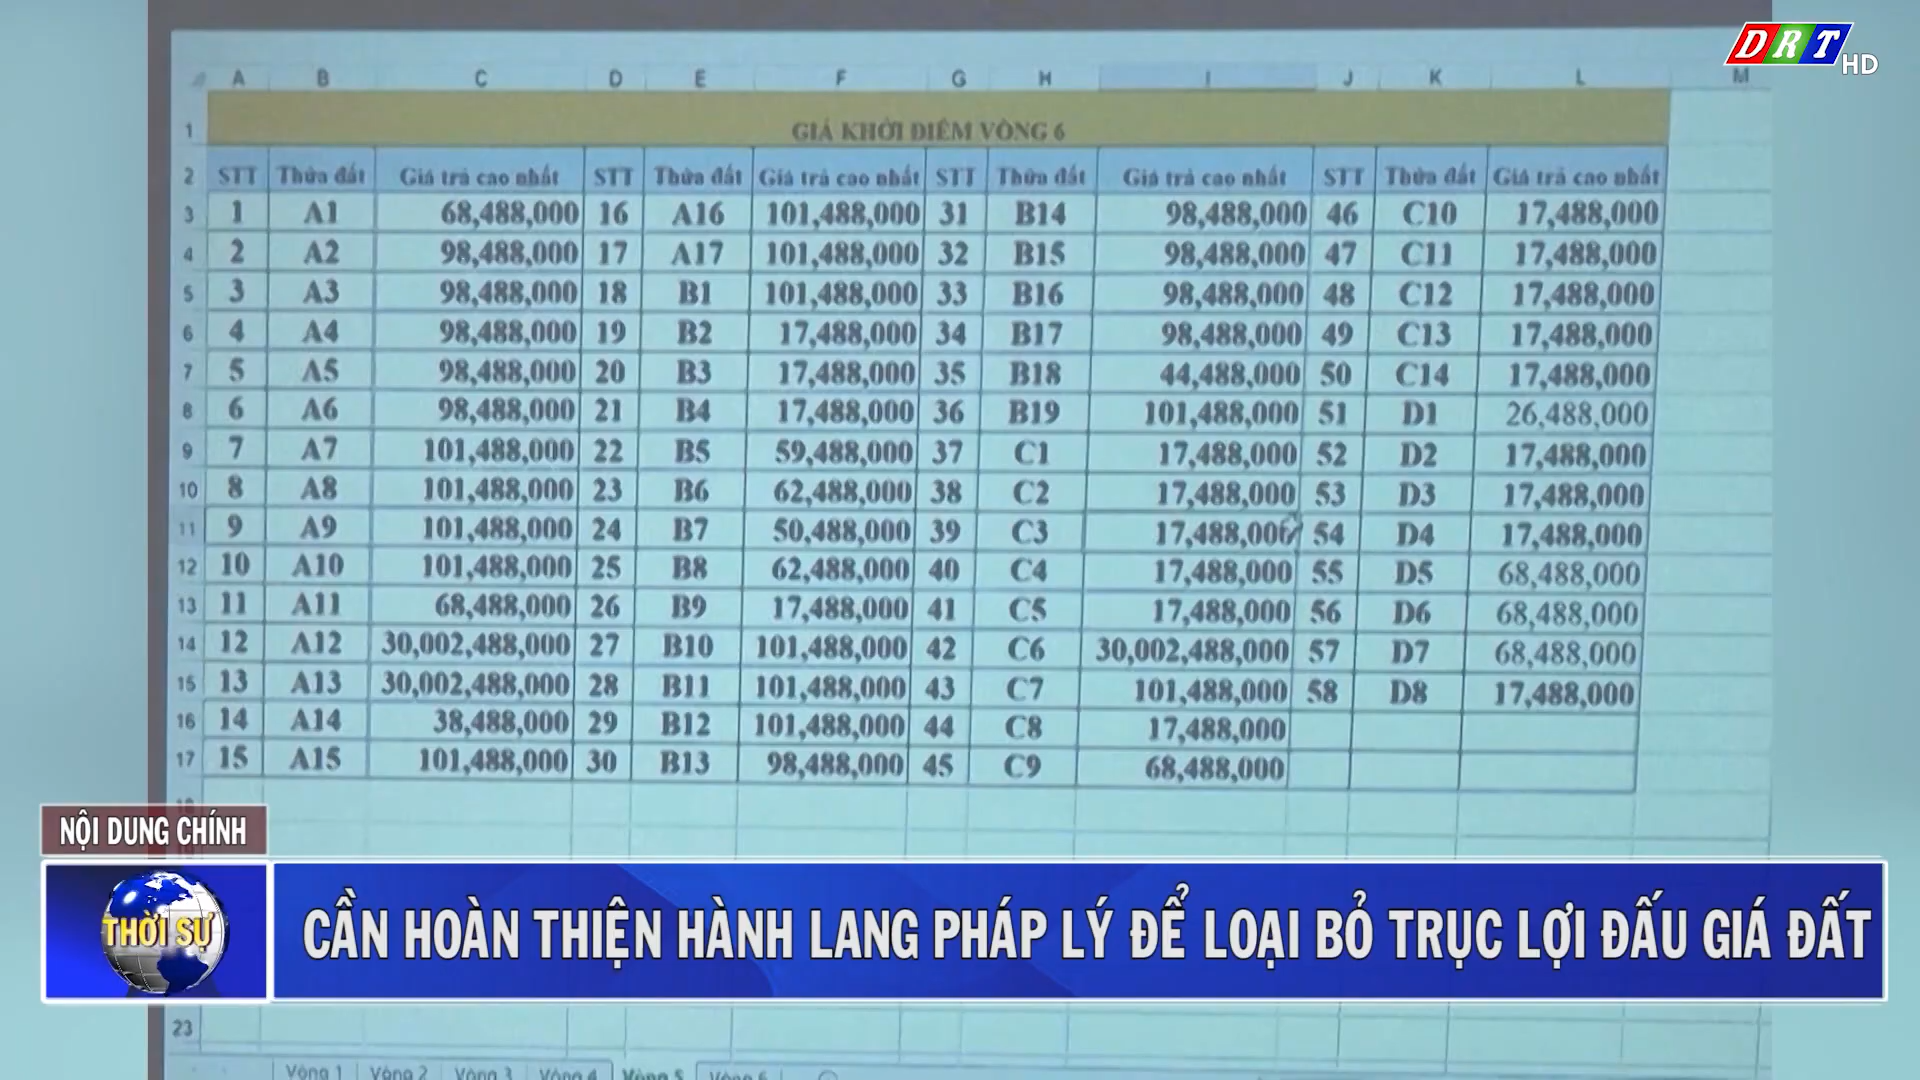 DRT HD
A B C D E F G H I J K L M
1 GIÁ KHỞI ĐIỂM VÒNG 6
2 STT Thửa đất Giá trả cao nhất STT Thửa đất Giá trả cao nhất STT Thửa đất Giá trả cao nhất STT Thửa đất Giá trả cao nhất
3 1 A1 68,488,000 16 A16 101,488,000 31 B14 98,488,000 46 C10 17,488,000
4 2 A2 98,488,000 17 A17 101,488,000 32 B15 98,488,000 47 C11 17,488,000
5 3 A3 98,488,000 18 B1 101,488,000 33 B16 98,488,000 48 C12 17,488,000
6 4 A4 98,488,000 19 B2 17,488,000 34 B17 98,488,000 49 C13 17,488,000
7 5 A5 98,488,000 20 B3 17,488,000 35 B18 44,488,000 50 C14 17,488,000
8 6 A6 98,488,000 21 B4 17,488,000 36 B19 101,488,000 51 D1 26,488,000
9 7 A7 101,488,000 22 B5 59,488,000 37 C1 17,488,000 52 D2 17,488,000
10 8 A8 101,488,000 23 B6 62,488,000 38 C2 17,488,000 53 D3 17,488,000
11 9 A9 101,488,000 24 B7 50,488,000 39 C3 17,488,000 54 D4 17,488,000
12 10 A10 101,488,000 25 B8 62,488,000 40 C4 17,488,000 55 D5 68,488,000
13 11 A11 68,488,000 26 B9 17,488,000 41 C5 17,488,000 56 D6 68,488,000
14 12 A12 30,002,488,000 27 B10 101,488,000 42 C6 30,002,488,000 57 D7 68,488,000
15 13 A13 30,002,488,000 28 B11 101,488,000 43 C7 101,488,000 58 D8 17,488,000
16 14 A14 38,488,000 29 B12 101,488,000 44 C8 17,488,000
17 15 A15 101,488,000 30 B13 98,488,000 45 C9 68,488,000
18
NỘI DUNG CHÍNH
THỜI SỰ
CẦN HOÀN THIỆN HÀNH LANG PHÁP LÝ ĐỂ LOẠI BỎ TRỤC LỢI ĐẤU GIÁ ĐẤT
23
Vòng 1 Vòng 2 Vòng 3 Vòng 4 Vòng 5 Vòng 6